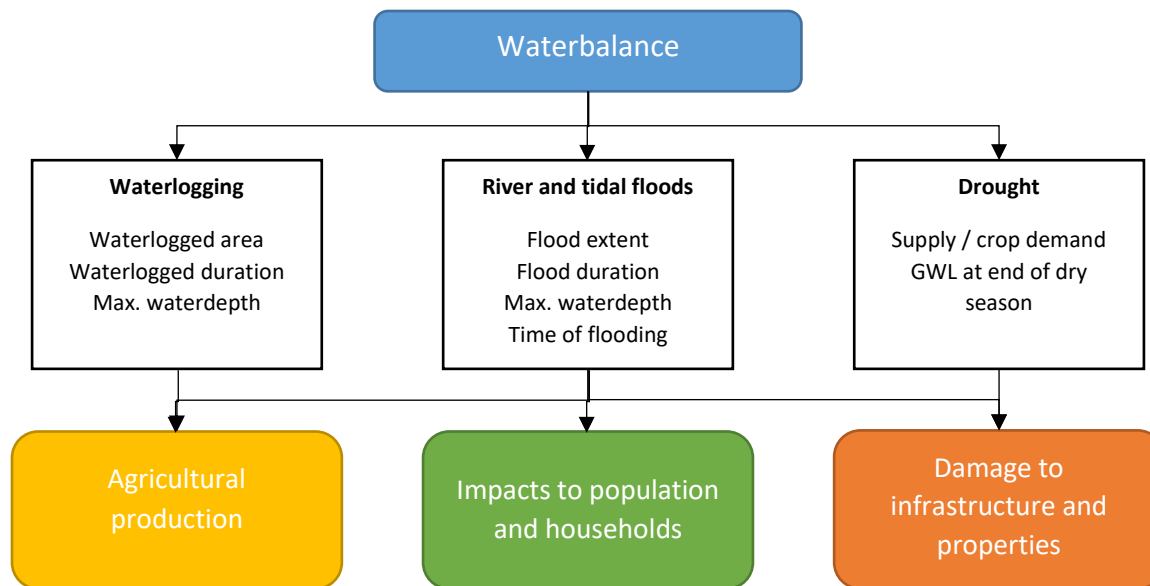 Waterbalance
Waterlogging
Waterlogged area
Waterlogged duration
Max. waterdepth
River and tidal floods
Flood extent
Flood duration
Max. waterdepth
Time of flooding
Drought
Supply / crop demand
GWL at end of dry
season
Agricultural
production
Impacts to population
and households
Damage to
infrastructure and
properties